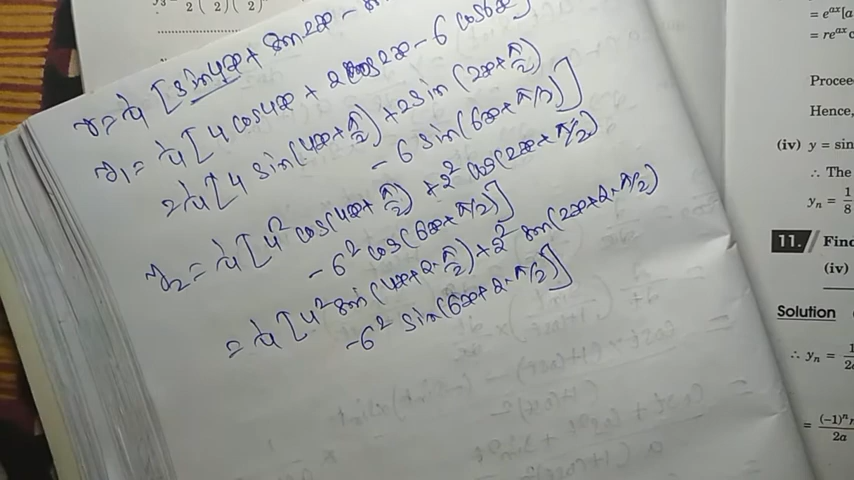 y = 1/4 [sin4x + sin2x -
y₁ = 1/4 [4 cos4x + 2 cos2x - 6 cos6x]
= 1/4 [4 sin(4x + π/2) + 2 sin(2x + π/2)
- 6 sin(6x + π/2)]
y₂ = 1/4 [4² cos(4x + π/2) + 2² cos(2x + π/2)
- 6² cos(6x + π/2)]
= 1/4 [4² sin(4x + 2·π/2) + 2² sin(2x + 2·π/2)
- 6² sin(6x + 2·π/2)]
= e^{ax}[a
= re^{ax} c
Procee
Hence,
(iv) y = sin
∴ The
yₙ = 1/8
11. Find
(iv)
Solution
∴ yₙ = 1/2
= (-1)ⁿ n / 2a